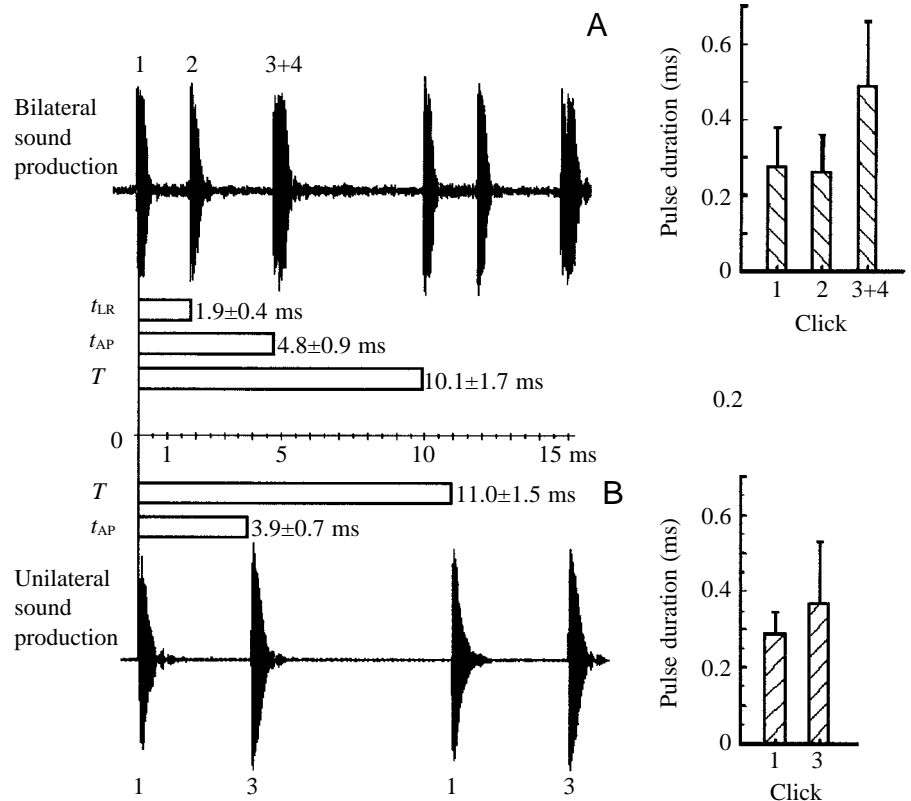 A
1 2 3+4
Bilateral
sound
production
t_LR 1.9±0.4 ms
t_AP 4.8±0.9 ms
T 10.1±1.7 ms
0 1 5 10 15 ms
T 11.0±1.5 ms
t_AP 3.9±0.7 ms
Unilateral
sound
production
1 3 1 3
Pulse duration (ms)
0.6
0.4
0.2
0
1 2 3+4
Click
0.2
B
Pulse duration (ms)
0.6
0.4
0.2
0
1 3
Click